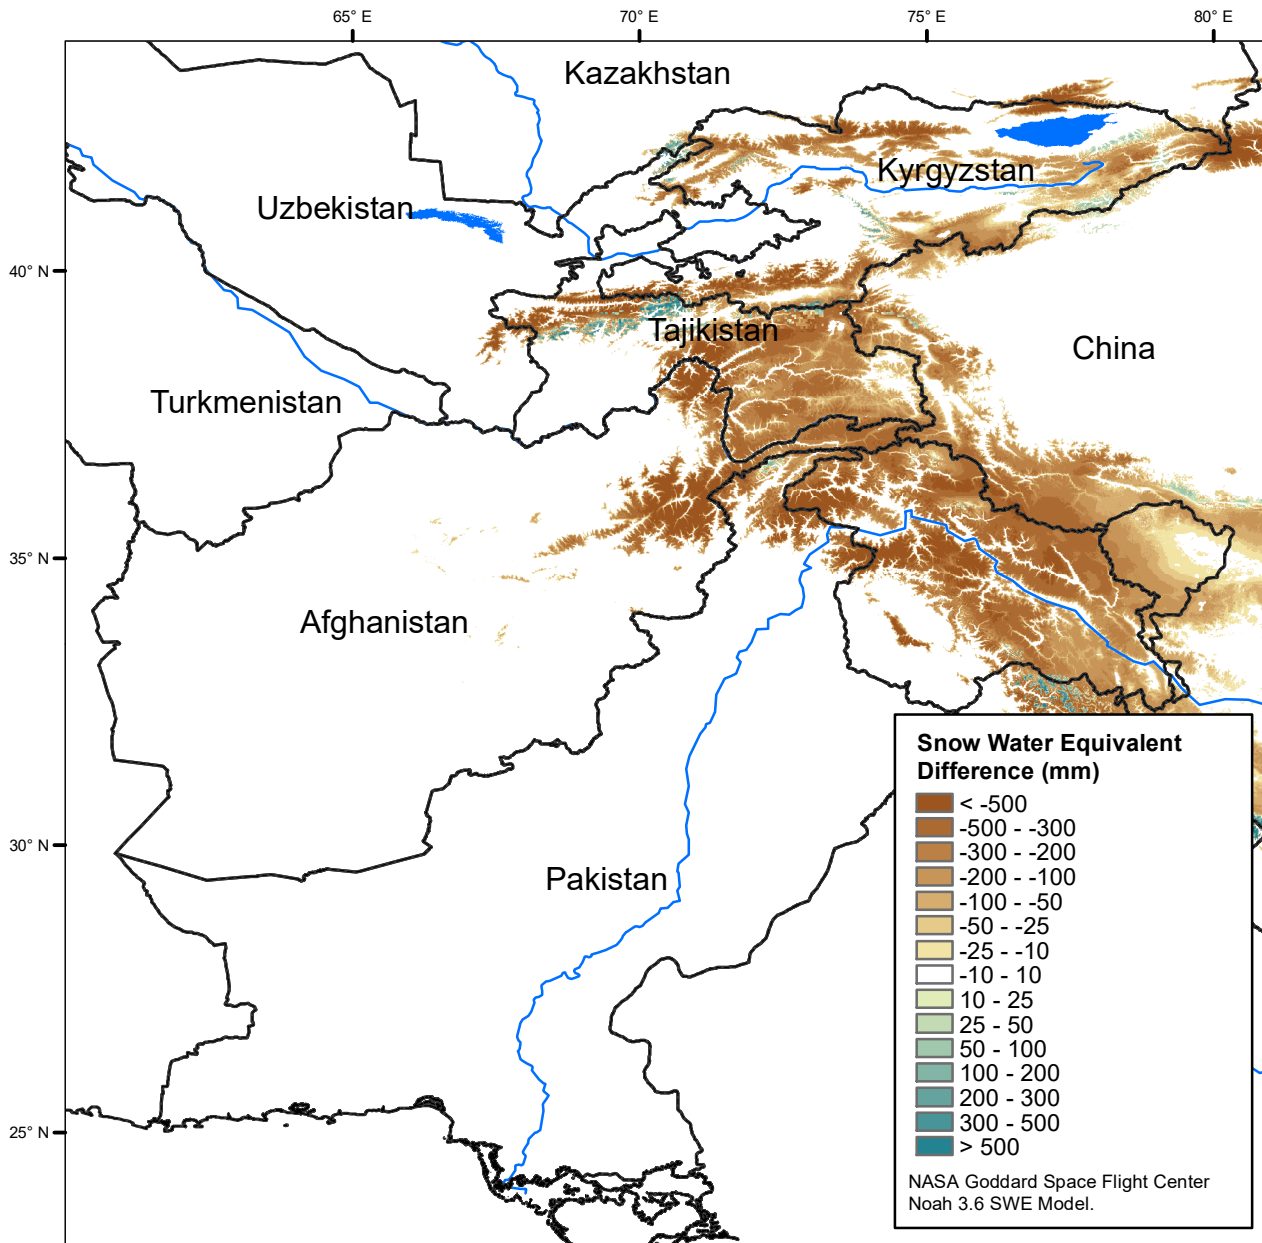 65° E
70° E
75° E
80° E
Kazakhstan
Kyrgyzstan
Uzbekistan
40° N
Tajikistan
China
Turkmenistan
35° N
Afghanistan
30° N
Pakistan
25° N
Snow Water Equivalent
Difference (mm)
< -500
-500 - -300
-300 - -200
-200 - -100
-100 - -50
-50 - -25
-25 - -10
-10 - 10
10 - 25
25 - 50
50 - 100
100 - 200
200 - 300
300 - 500
> 500
NASA Goddard Space Flight Center
Noah 3.6 SWE Model.